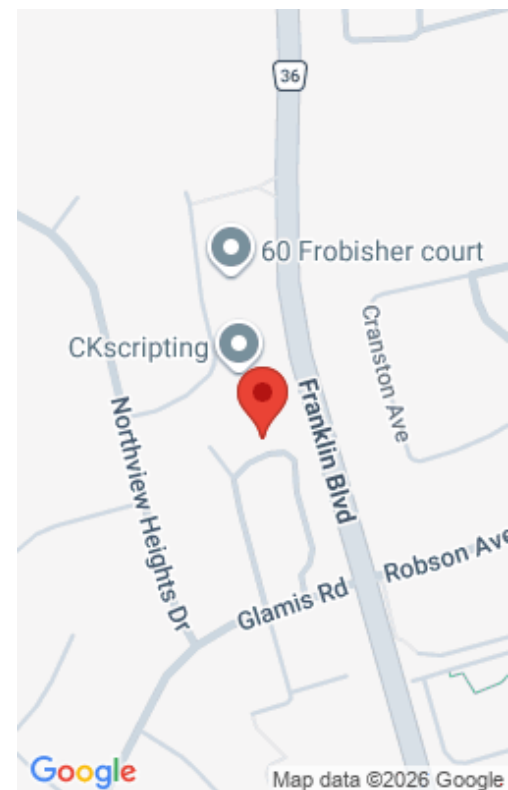 36
60 Frobisher court
CKscripting
Cranston Ave
Franklin Blvd
Northview Heights Dr
Robson Ave
Glamis Rd
Google
Map data ©2026 Google